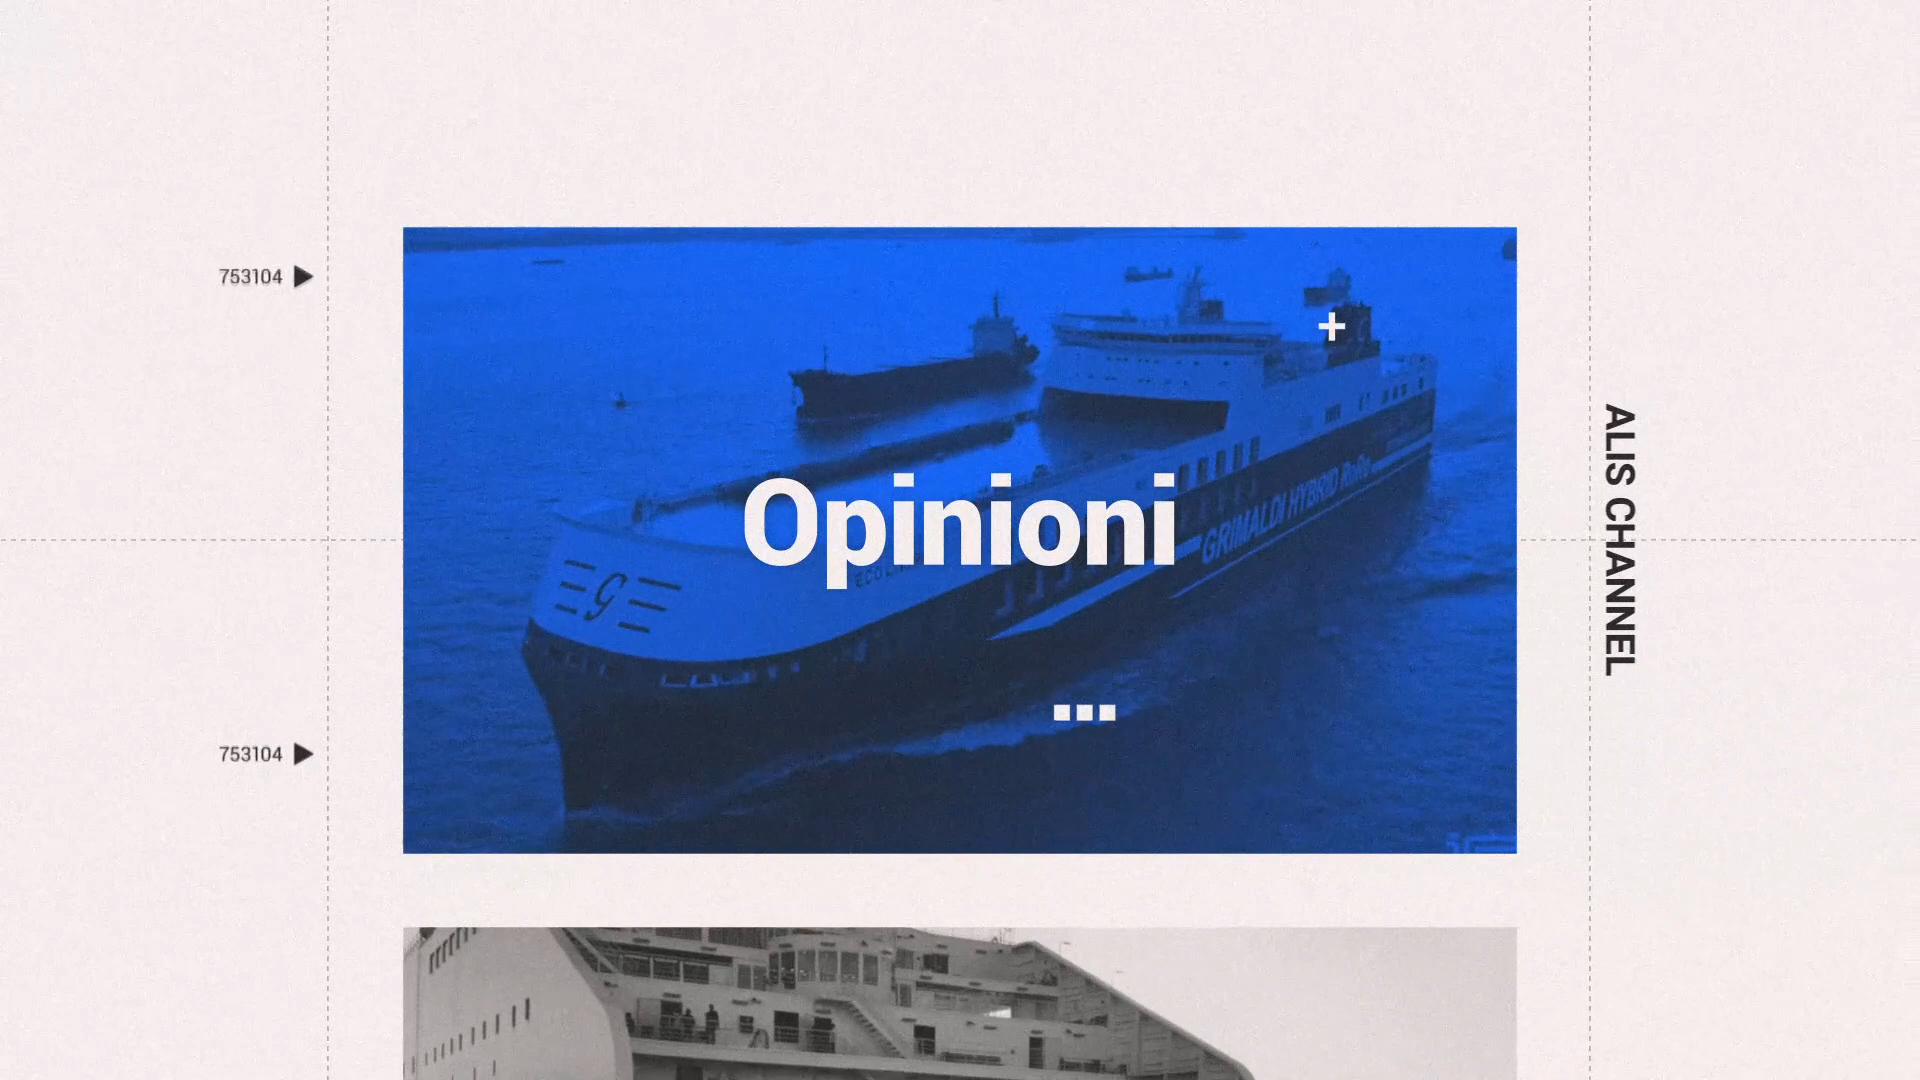 753104
Opinioni
GRIMALDI HYBRID RoRo
ALIS CHANNEL
753104